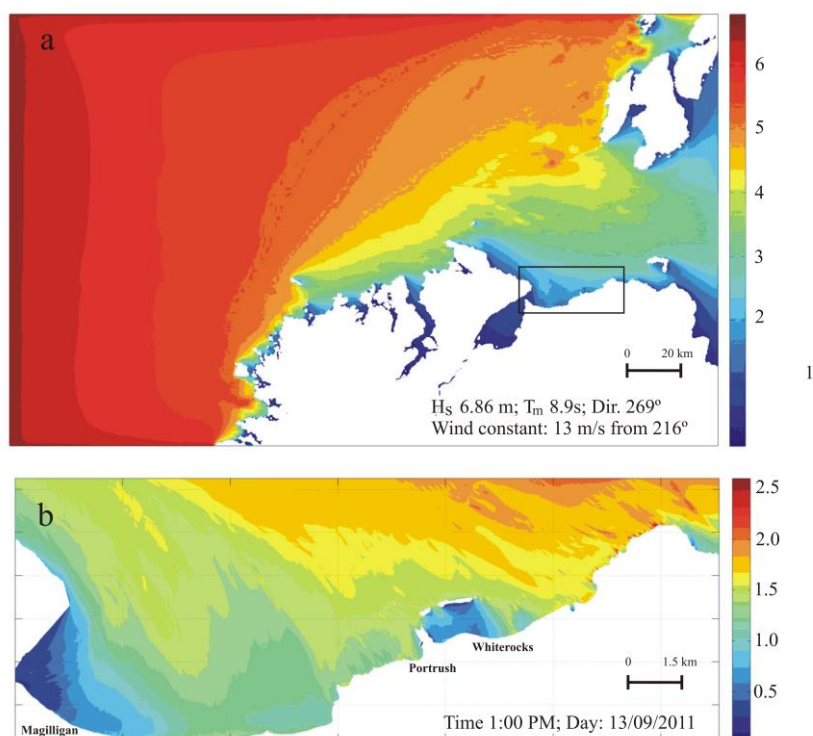 a
6
5
4
3
2
1
0 20 km
Hs 6.86 m; Tm 8.9s; Dir. 269º
Wind constant: 13 m/s from 216º
b
2.5
2.0
1.5
1.0
0.5
Whiterocks
Portrush
0 1.5 km
Magilligan
Time 1:00 PM; Day: 13/09/2011